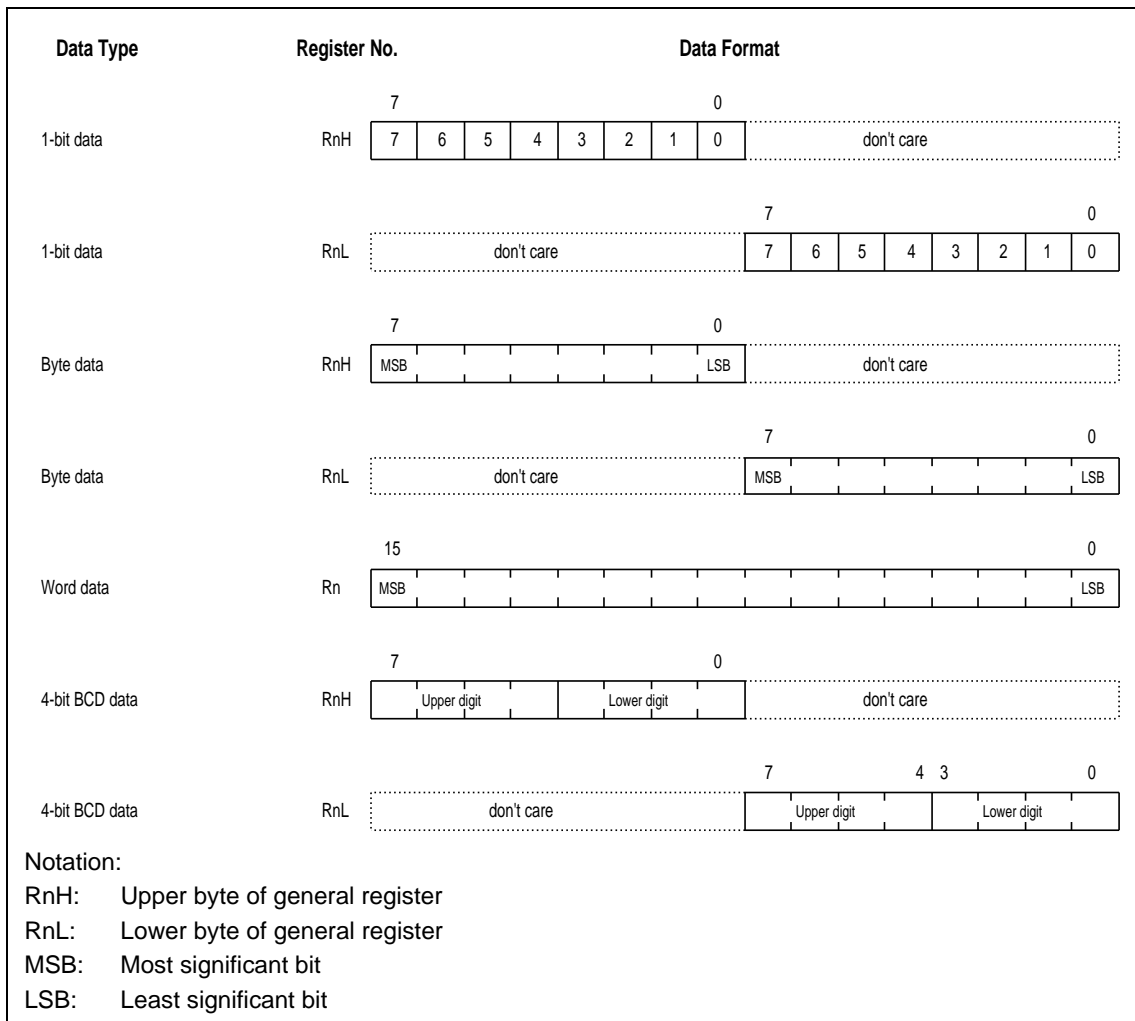 Data Type Register No. Data Format
7 0
1-bit data RnH 7 6 5 4 3 2 1 0 don't care
7 0
1-bit data RnL don't care 7 6 5 4 3 2 1 0
7 0
Byte data RnH MSB LSB don't care
7 0
Byte data RnL don't care MSB LSB
15 0
Word data Rn MSB LSB
7 0
4-bit BCD data RnH Upper digit Lower digit don't care
7 4 3 0
4-bit BCD data RnL don't care Upper digit Lower digit
Notation:
RnH: Upper byte of general register
RnL: Lower byte of general register
MSB: Most significant bit
LSB: Least significant bit